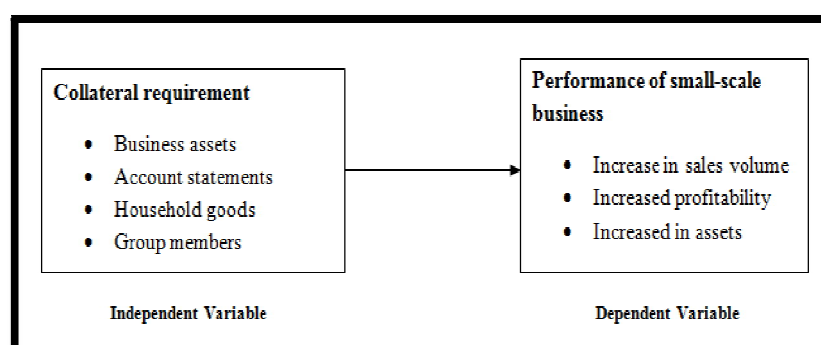 Collateral requirement
• Business assets
• Account statements
• Household goods
• Group members
Independent Variable
Performance of small-scale
business
• Increase in sales volume
• Increased profitability
• Increased in assets
Dependent Variable